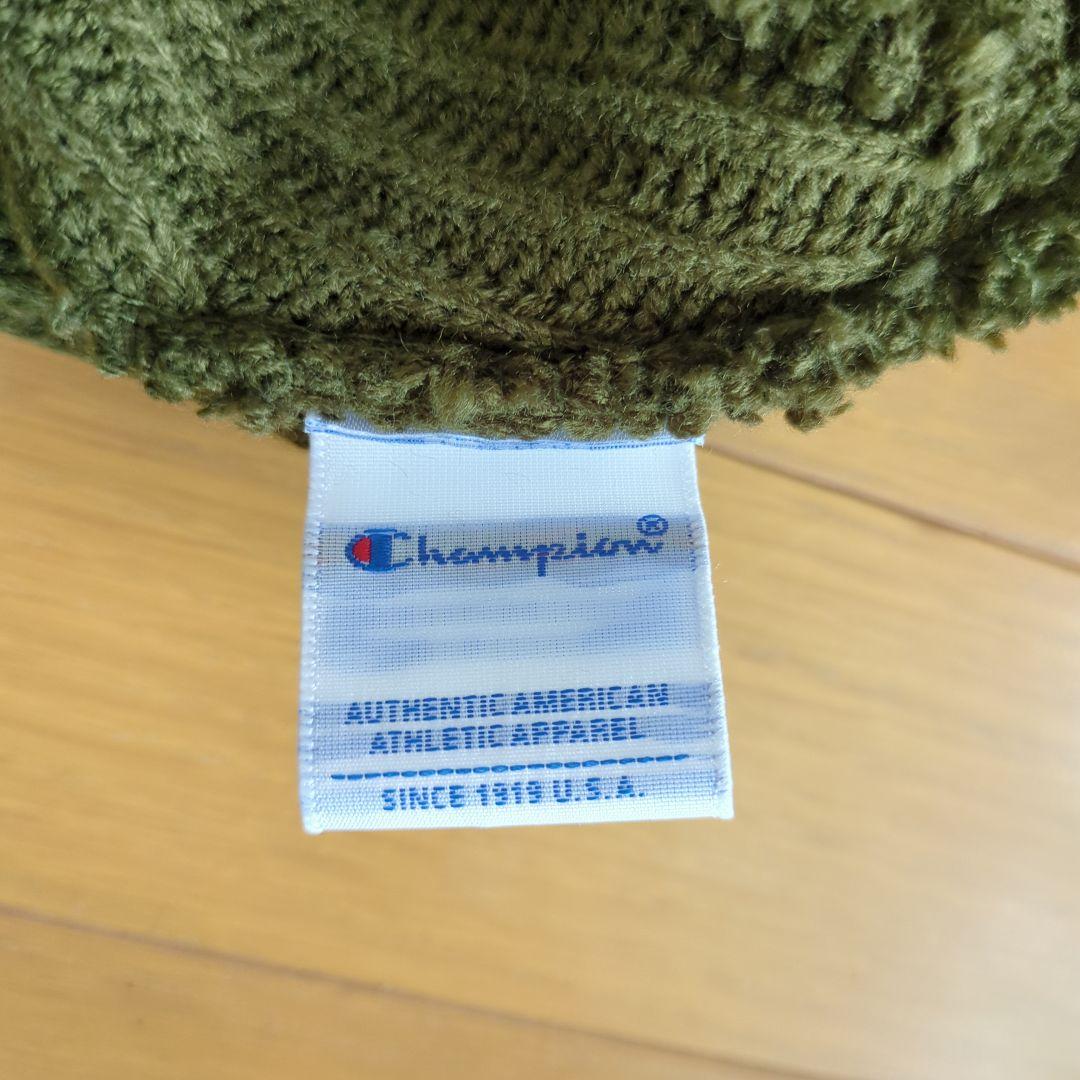 Champion®
AUTHENTIC AMERICAN
ATHLETIC APPAREL
SINCE 1919 U.S.A.